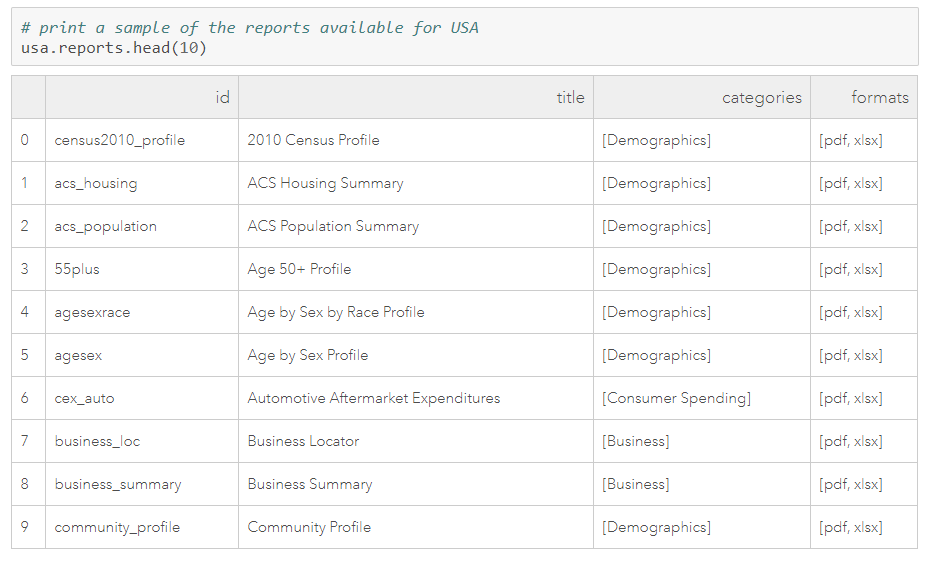 # print a sample of the reports available for USA
usa.reports.head(10)
id title categories formats
0 census2010_profile 2010 Census Profile [Demographics] [pdf, xlsx]
1 acs_housing ACS Housing Summary [Demographics] [pdf, xlsx]
2 acs_population ACS Population Summary [Demographics] [pdf, xlsx]
3 55plus Age 50+ Profile [Demographics] [pdf, xlsx]
4 agesexrace Age by Sex by Race Profile [Demographics] [pdf, xlsx]
5 agesex Age by Sex Profile [Demographics] [pdf, xlsx]
6 cex_auto Automotive Aftermarket Expenditures [Consumer Spending] [pdf, xlsx]
7 business_loc Business Locator [Business] [pdf, xlsx]
8 business_summary Business Summary [Business] [pdf, xlsx]
9 community_profile Community Profile [Demographics] [pdf, xlsx]